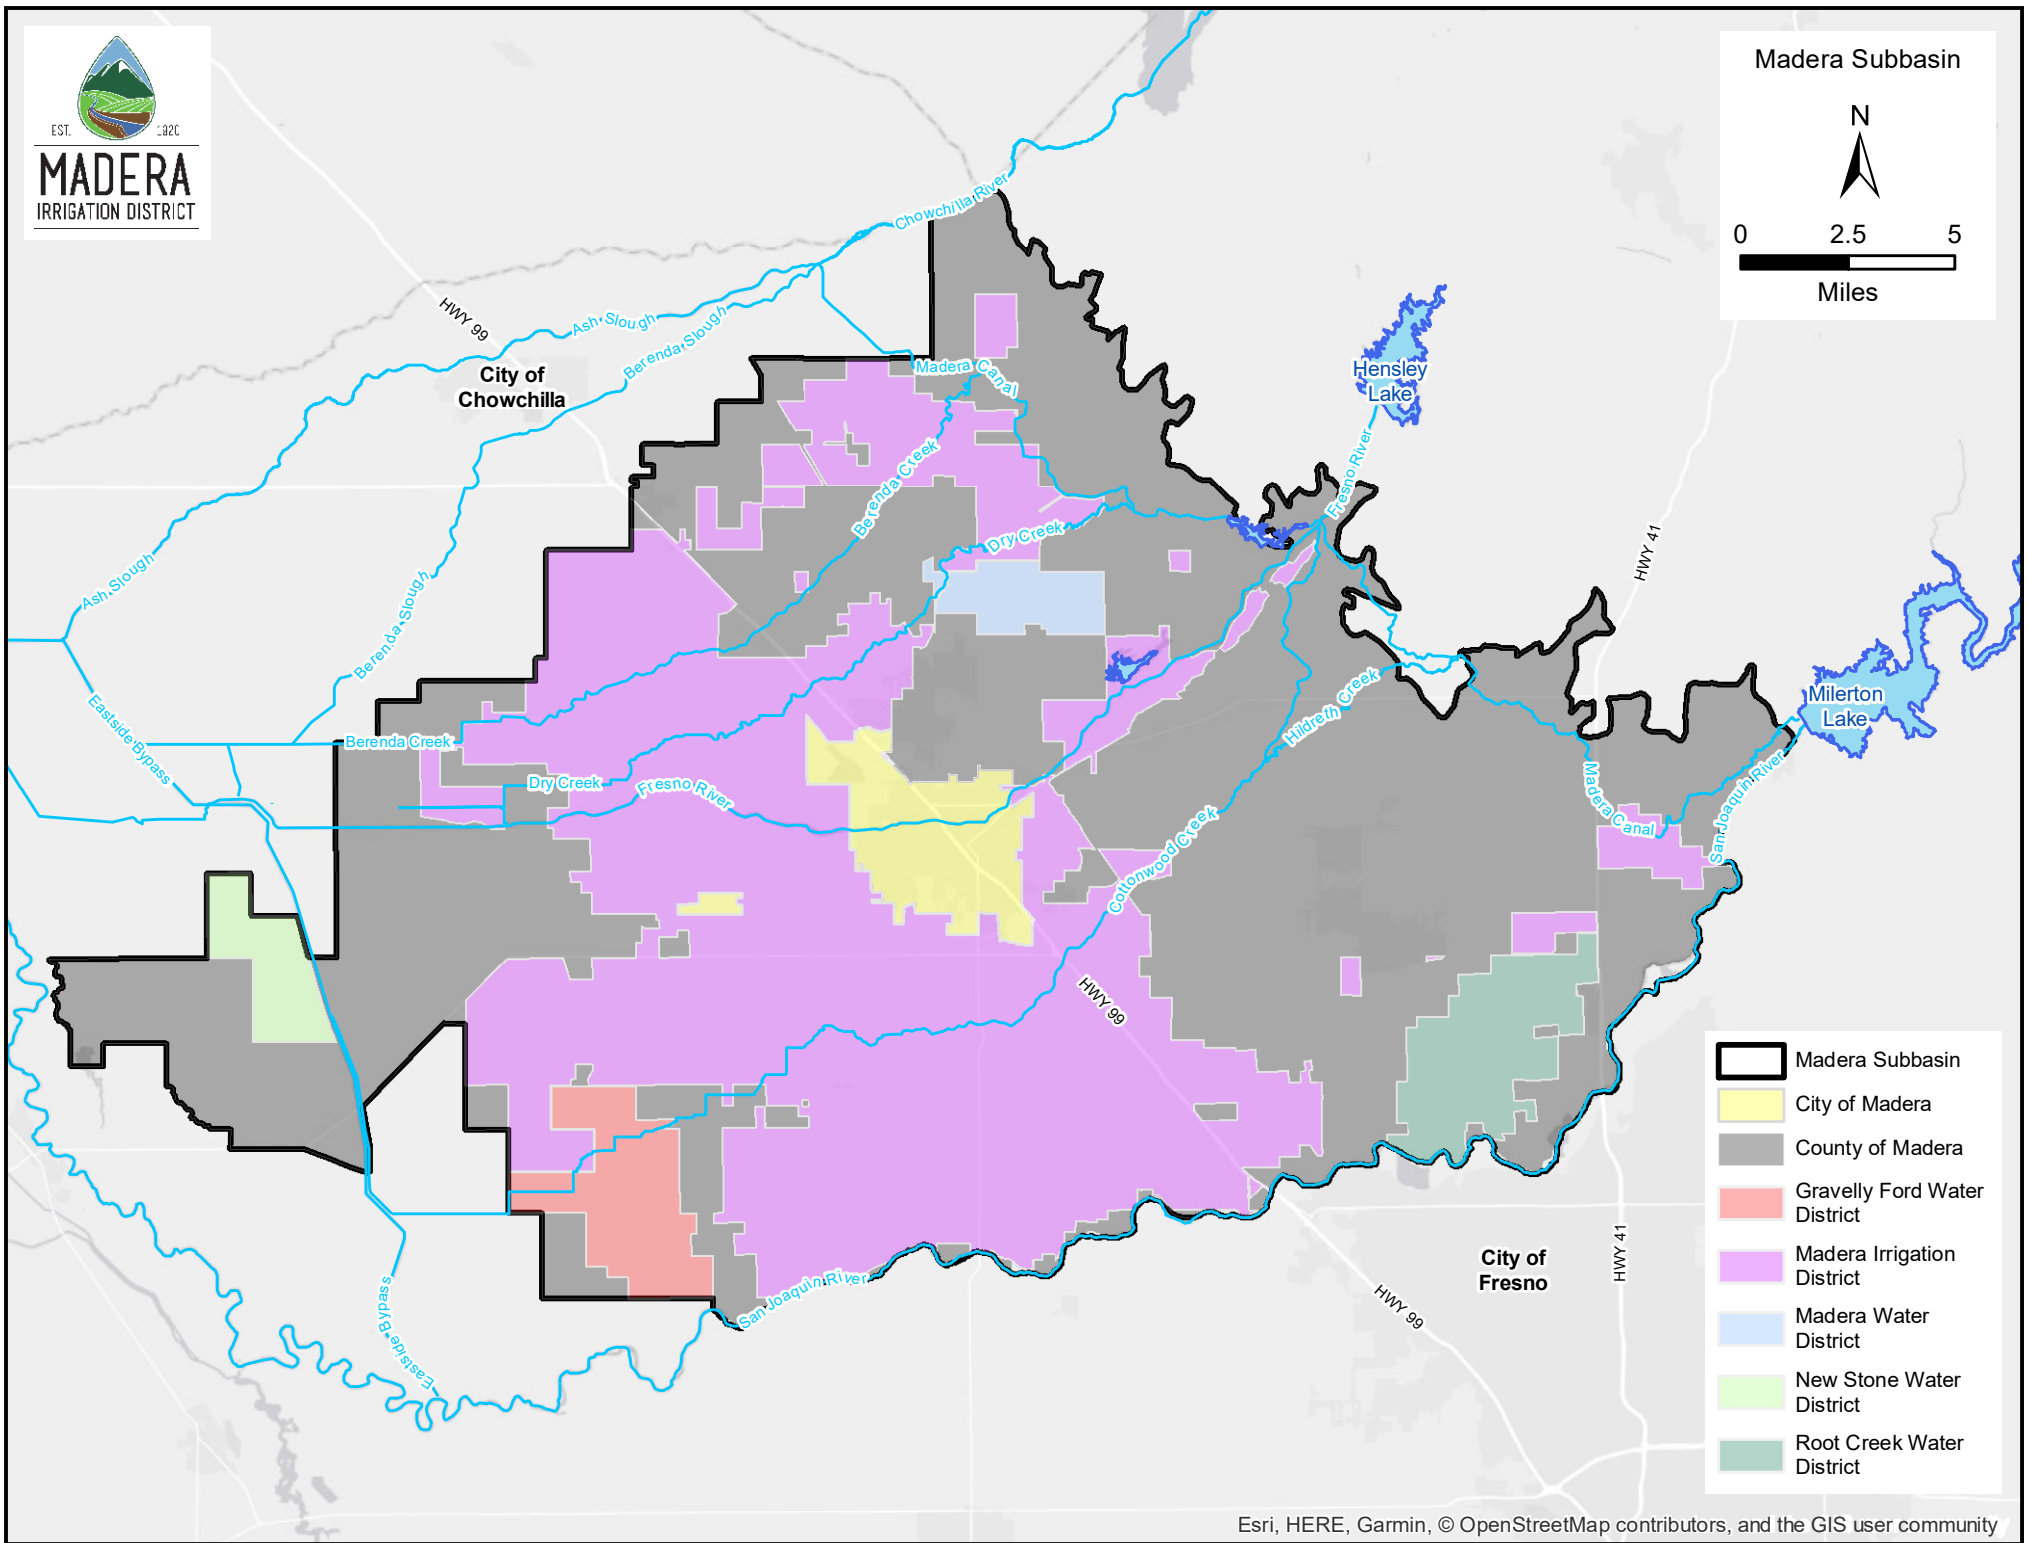 EST. 1920
MADERA
IRRIGATION DISTRICT
Madera Subbasin
N
0 2.5 5
Miles
Chowchilla River
HWY 99
Ash Slough
Berenda Slough
City of
Chowchilla
Madera Canal
Hensley
Lake
Fresno River
Berenda Creek
Dry Creek
HWY 41
Ash Slough
Berenda Slough
Eastside Bypass
Berenda Creek
Dry Creek
Fresno River
Hildreth Creek
Milerton
Lake
Madera Canal
San Joaquin River
Cottonwood Creek
HWY 99
San Joaquin River
Eastside Bypass
City of
Fresno
HWY 41
HWY 99
Madera Subbasin
City of Madera
County of Madera
Gravelly Ford Water
District
Madera Irrigation
District
Madera Water
District
New Stone Water
District
Root Creek Water
District
Esri, HERE, Garmin, © OpenStreetMap contributors, and the GIS user community